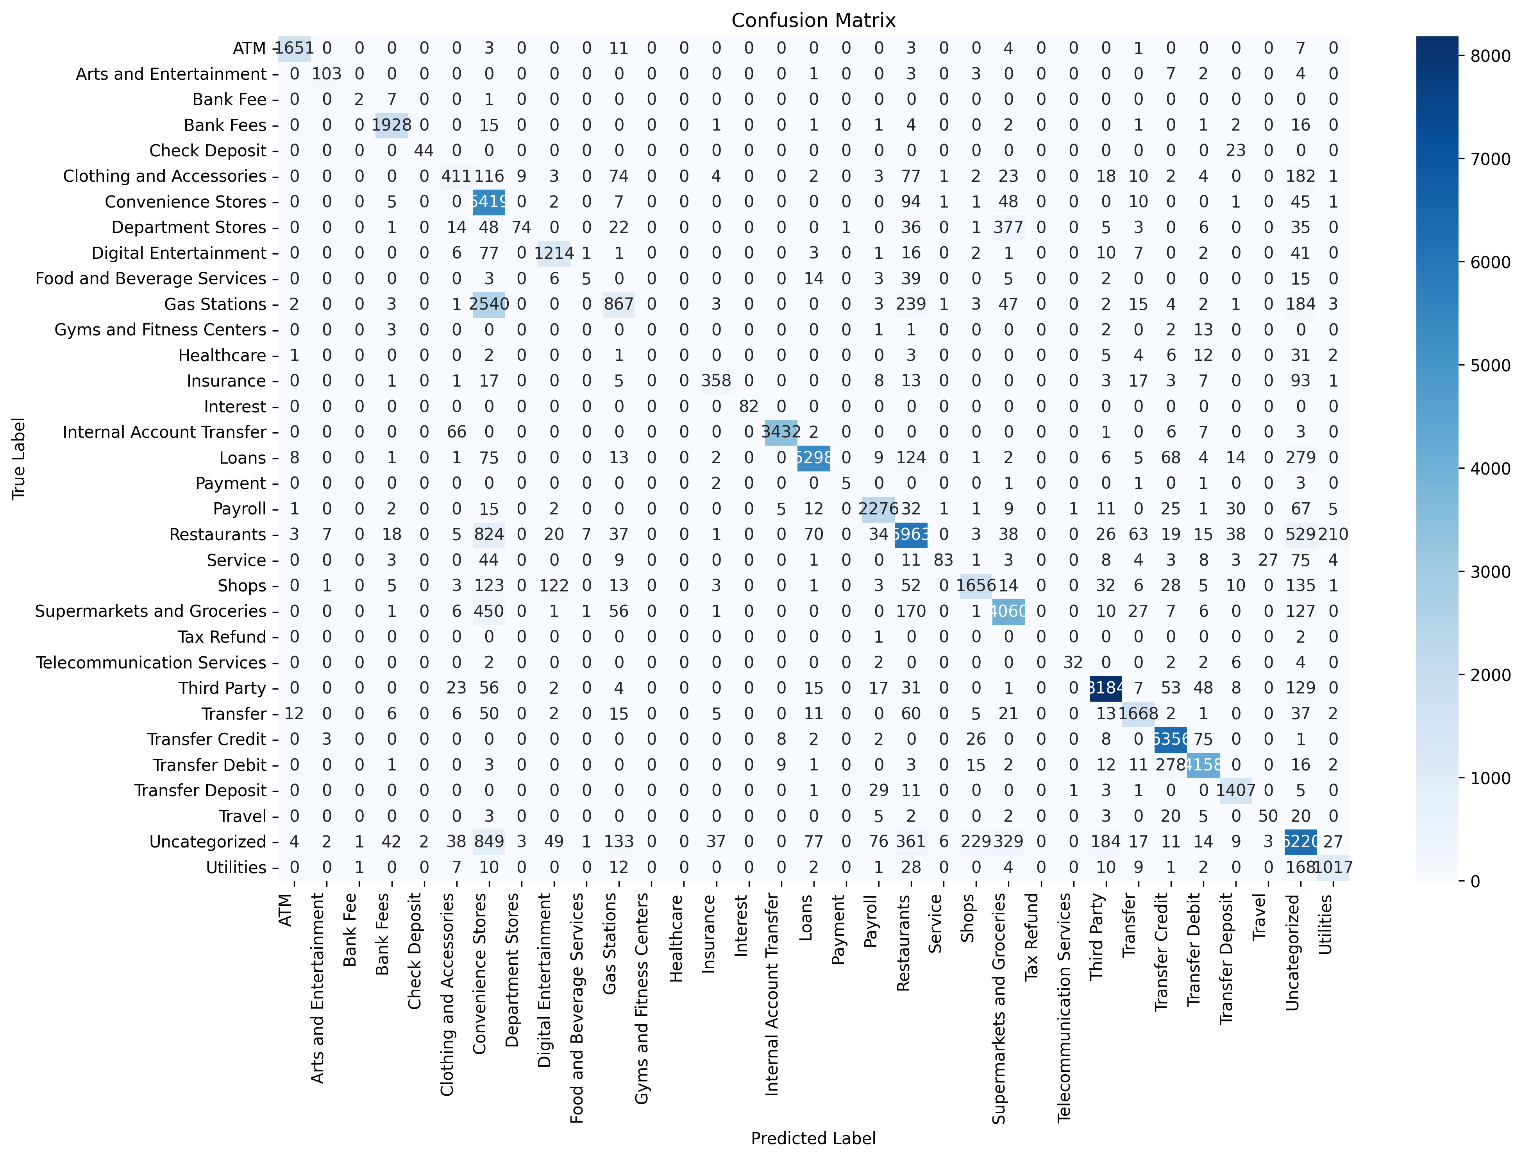 Confusion Matrix
ATM 1651 0 0 0 0 0 3 0 0 0 11 0 0 0 0 0 0 0 0 3 0 0 4 0 0 0 1 0 0 0 0 7 0
Arts and Entertainment 0 103 0 0 0 0 0 0 0 0 0 0 0 0 0 0 1 0 0 3 0 3 0 0 0 0 0 7 2 0 0 4 0
Bank Fee 0 0 2 7 0 0 1 0 0 0 0 0 0 0 0 0 0 0 0 0 0 0 0 0 0 0 0 0 0 0 0 0 0
Bank Fees 0 0 0 1928 0 0 15 0 0 0 0 0 0 1 0 0 1 0 1 4 0 0 2 0 0 0 1 0 1 2 0 16 0
Check Deposit 0 0 0 0 44 0 0 0 0 0 0 0 0 0 0 0 0 0 0 0 0 0 0 0 0 0 0 0 0 23 0 0 0
Clothing and Accessories 0 0 0 0 0 411 116 9 3 0 74 0 0 4 0 0 2 0 3 77 1 2 23 0 0 18 10 2 4 0 0 182 1
Convenience Stores 0 0 0 5 0 0 5419 0 2 0 7 0 0 0 0 0 0 0 0 94 1 1 48 0 0 0 10 0 0 1 0 45 1
Department Stores 0 0 0 1 0 14 48 74 0 0 22 0 0 0 0 0 0 1 0 36 0 1 377 0 0 5 3 0 6 0 0 35 0
Digital Entertainment 0 0 0 0 0 6 77 0 1214 1 1 0 0 0 0 0 3 0 1 16 0 2 1 0 0 10 7 0 2 0 0 41 0
Food and Beverage Services 0 0 0 0 0 0 3 0 6 5 0 0 0 0 0 0 14 0 3 39 0 0 5 0 0 2 0 0 0 0 0 15 0
Gas Stations 2 0 0 3 0 1 2540 0 0 0 867 0 0 3 0 0 0 0 3 239 1 3 47 0 0 2 15 4 2 1 0 184 3
Gyms and Fitness Centers 0 0 0 3 0 0 0 0 0 0 0 0 0 0 0 0 0 0 1 1 0 0 0 0 0 2 0 2 13 0 0 0 0
Healthcare 1 0 0 0 0 0 2 0 0 0 1 0 0 0 0 0 0 0 0 3 0 0 0 0 0 5 4 6 12 0 0 31 2
Insurance 0 0 0 1 0 1 17 0 0 0 5 0 0 358 0 0 0 0 8 13 0 0 0 0 0 3 17 3 7 0 0 93 1
Interest 0 0 0 0 0 0 0 0 0 0 0 0 0 0 82 0 0 0 0 0 0 0 0 0 0 0 0 0 0 0 0 0 0
Internal Account Transfer 0 0 0 0 0 66 0 0 0 0 0 0 0 0 0 3432 2 0 0 0 0 0 0 0 0 1 0 6 7 0 0 3 0
Loans 8 0 0 1 0 1 75 0 0 0 13 0 0 2 0 0 5298 0 9 124 0 1 2 0 0 6 5 68 4 14 0 279 0
Payment 0 0 0 0 0 0 0 0 0 0 0 0 0 2 0 0 0 5 0 0 0 0 1 0 0 0 1 0 1 0 0 3 0
Payroll 1 0 0 2 0 0 15 0 2 0 0 0 0 0 0 5 12 0 2276 32 1 1 9 0 1 11 0 25 1 30 0 67 5
Restaurants 3 7 0 18 0 5 824 0 20 7 37 0 0 1 0 0 70 0 34 5963 0 3 38 0 0 26 63 19 15 38 0 529 210
Service 0 0 0 3 0 0 44 0 0 0 9 0 0 0 0 0 1 0 0 11 83 1 3 0 0 8 4 3 8 3 27 75 4
Shops 0 1 0 5 0 3 123 0 122 0 13 0 0 3 0 0 1 0 3 52 0 1656 14 0 0 32 6 28 5 10 0 135 1
Supermarkets and Groceries 0 0 0 1 0 6 450 0 1 1 56 0 0 1 0 0 0 0 0 170 0 1 4060 0 0 10 27 7 6 0 0 127 0
Tax Refund 0 0 0 0 0 0 0 0 0 0 0 0 0 0 0 0 0 0 1 0 0 0 0 0 0 0 0 0 0 0 0 2 0
Telecommunication Services 0 0 0 0 0 0 2 0 0 0 0 0 0 0 0 0 0 0 2 0 0 0 0 0 32 0 0 2 2 6 0 4 0
Third Party 0 0 0 0 0 23 56 0 2 0 4 0 0 0 0 0 15 0 17 31 0 0 1 0 0 8184 7 53 48 8 0 129 0
Transfer 12 0 0 6 0 6 50 0 2 0 15 0 0 5 0 0 11 0 0 60 0 5 21 0 0 13 1668 2 1 0 0 37 2
Transfer Credit 0 3 0 0 0 0 0 0 0 0 0 0 0 0 0 8 2 0 2 0 0 26 0 0 0 8 0 6356 75 0 0 1 0
Transfer Debit 0 0 0 1 0 0 3 0 0 0 0 0 0 0 0 9 1 0 0 3 0 15 2 0 0 12 11 278 4158 0 0 16 2
Transfer Deposit 0 0 0 0 0 0 0 0 0 0 0 0 0 0 0 0 1 0 29 11 0 0 0 0 1 3 1 0 0 1407 0 5 0
Travel 0 0 0 0 0 0 3 0 0 0 0 0 0 0 0 0 0 0 5 2 0 0 2 0 0 3 0 20 5 0 50 20 0
Uncategorized 4 2 1 42 2 38 849 3 49 1 133 0 0 37 0 0 77 0 76 361 6 229 329 0 0 184 17 11 14 9 3 6220 27
Utilities 0 0 1 0 0 7 10 0 0 0 12 0 0 0 0 0 2 0 1 28 0 0 4 0 0 10 9 1 2 0 0 168 1017
True Label
ATM
Arts and Entertainment
Bank Fee
Bank Fees
Check Deposit
Clothing and Accessories
Convenience Stores
Department Stores
Digital Entertainment
Food and Beverage Services
Gas Stations
Gyms and Fitness Centers
Healthcare
Insurance
Interest
Internal Account Transfer
Loans
Payment
Payroll
Restaurants
Service
Shops
Supermarkets and Groceries
Tax Refund
Telecommunication Services
Third Party
Transfer
Transfer Credit
Transfer Debit
Transfer Deposit
Travel
Uncategorized
Utilities
Predicted Label
8000
7000
6000
5000
4000
3000
2000
1000
0